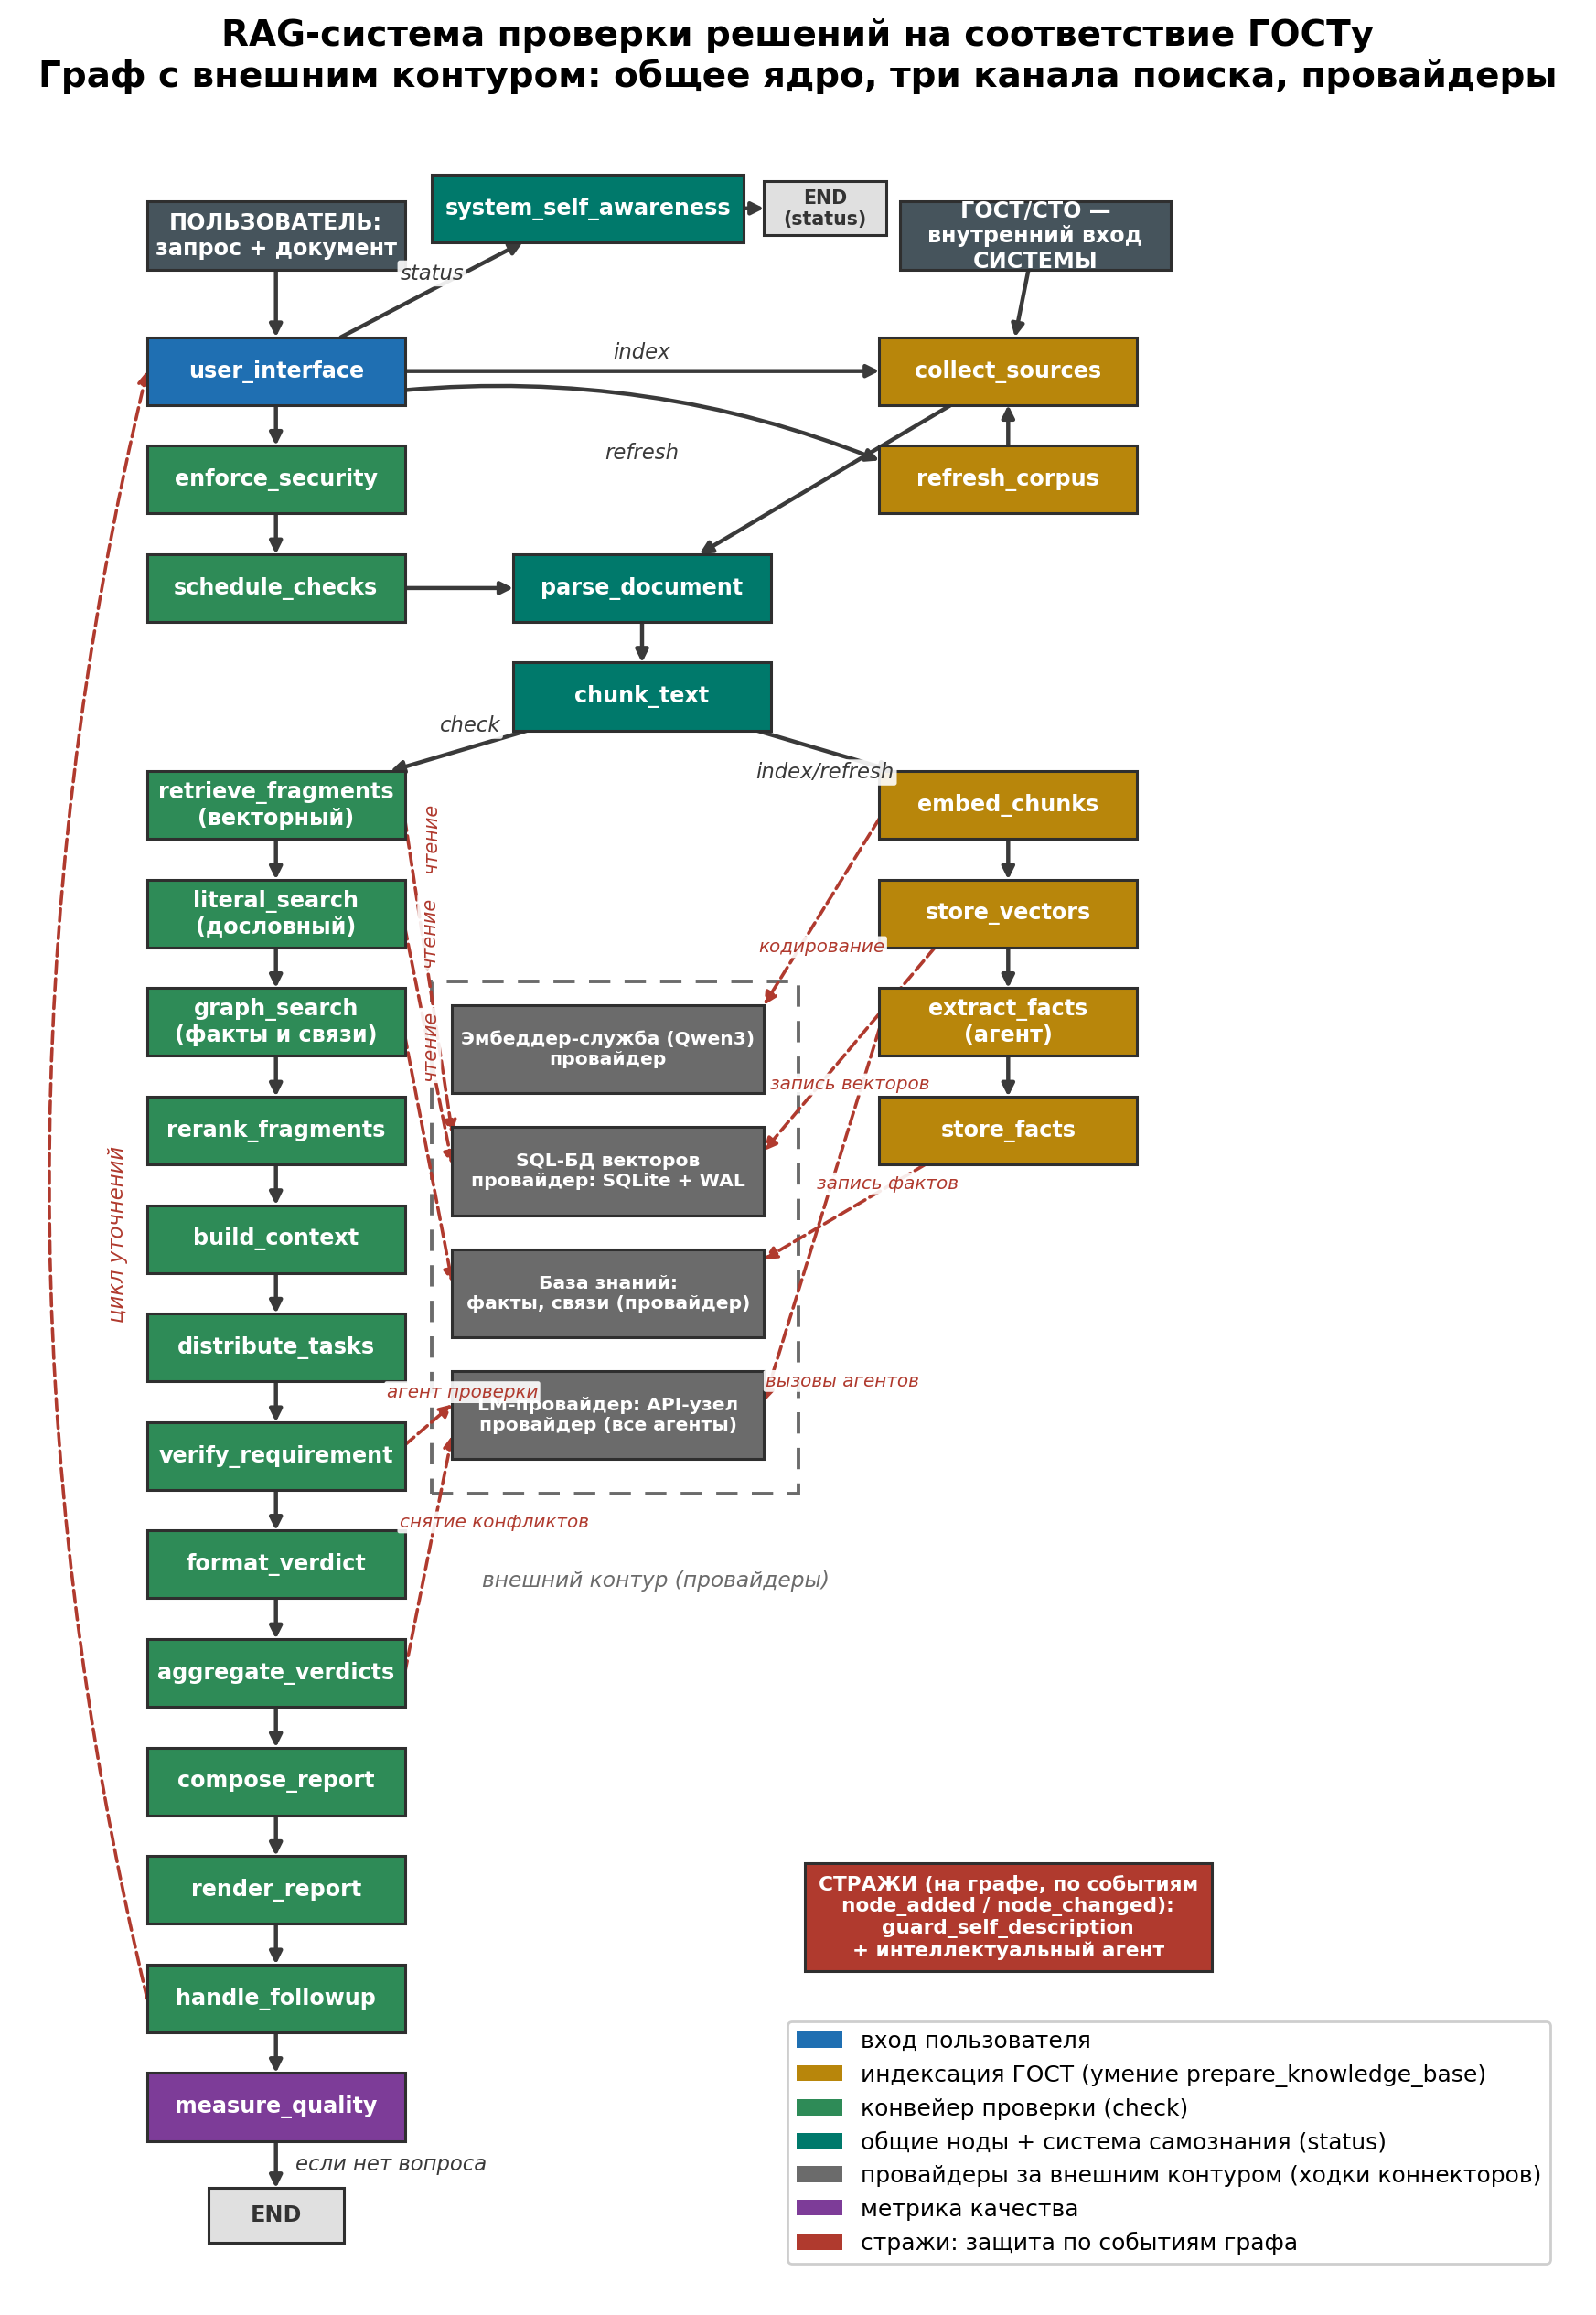 RAG-система проверки решений на соответствие ГОСТу
Граф с внешним контуром: общее ядро, три канала поиска, провайдеры
ПОЛЬЗОВАТЕЛЬ:
запрос + документ
system_self_awareness
END
(status)
ГОСТ/СТО —
внутренний вход
СИСТЕМЫ
status
user_interface
index
collect_sources
refresh
enforce_security
refresh_corpus
schedule_checks
parse_document
chunk_text
check
index/refresh
retrieve_fragments
(векторный)
чтение
embed_chunks
literal_search
(дословный)
чтение
store_vectors
кодирование
graph_search
(факты и связи)
чтение
Эмбеддер-служба (Qwen3)
провайдер
extract_facts
(агент)
запись векторов
rerank_fragments
SQL-БД векторов
провайдер: SQLite + WAL
store_facts
запись фактов
цикл уточнений
build_context
База знаний:
факты, связи (провайдер)
distribute_tasks
вызовы агентов
агент проверки
LM-провайдер: API-узел
провайдер (все агенты)
verify_requirement
снятие конфликтов
format_verdict
внешний контур (провайдеры)
aggregate_verdicts
compose_report
render_report
СТРАЖИ (на графе, по событиям
node_added / node_changed):
guard_self_description
+ интеллектуальный агент
handle_followup
measure_quality
если нет вопроса
END
вход пользователя
индексация ГОСТ (умение prepare_knowledge_base)
конвейер проверки (check)
общие ноды + система самознания (status)
провайдеры за внешним контуром (ходки коннекторов)
метрика качества
стражи: защита по событиям графа